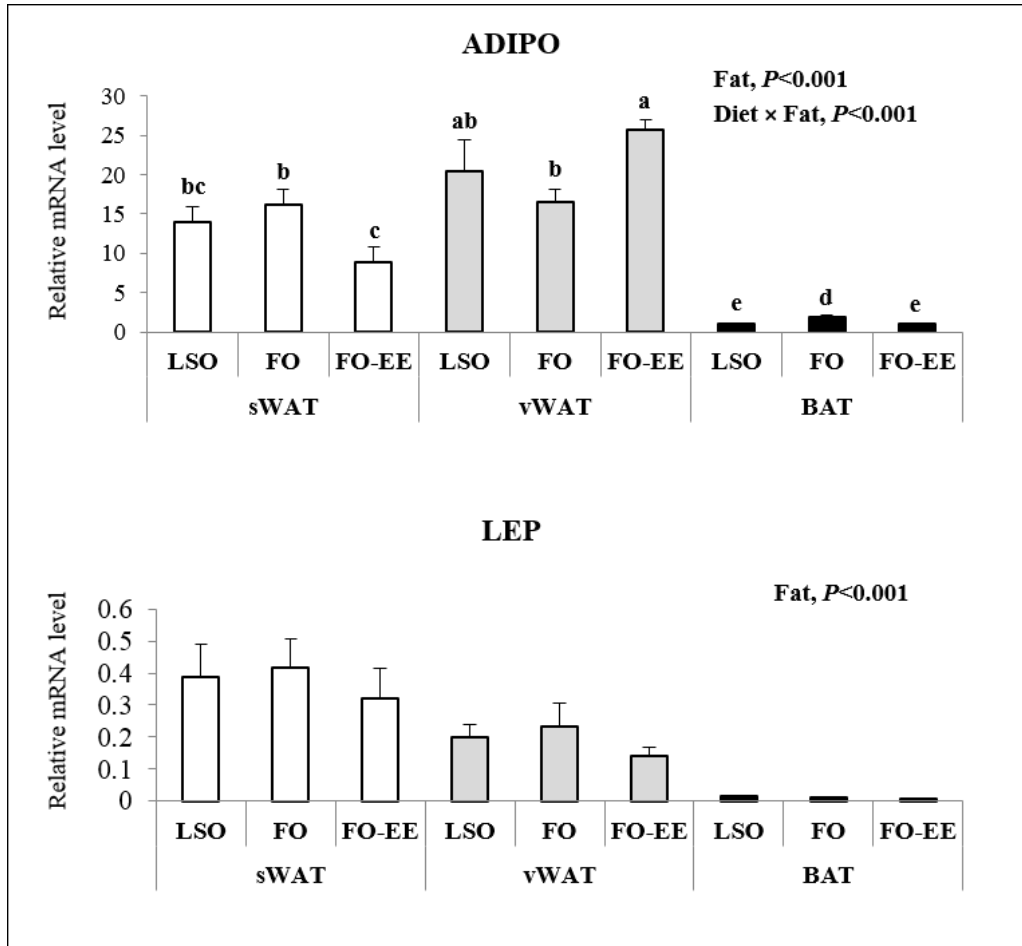 ADIPO
Fat, P<0.001
Diet × Fat, P<0.001
Relative mRNA level
30
25
20
15
10
5
0
bc
b
c
ab
b
a
e
d
e
LSO FO FO-EE LSO FO FO-EE LSO FO FO-EE
sWAT vWAT BAT
LEP
Fat, P<0.001
Relative mRNA level
0.6
0.5
0.4
0.3
0.2
0.1
0
LSO FO FO-EE LSO FO FO-EE LSO FO FO-EE
sWAT vWAT BAT